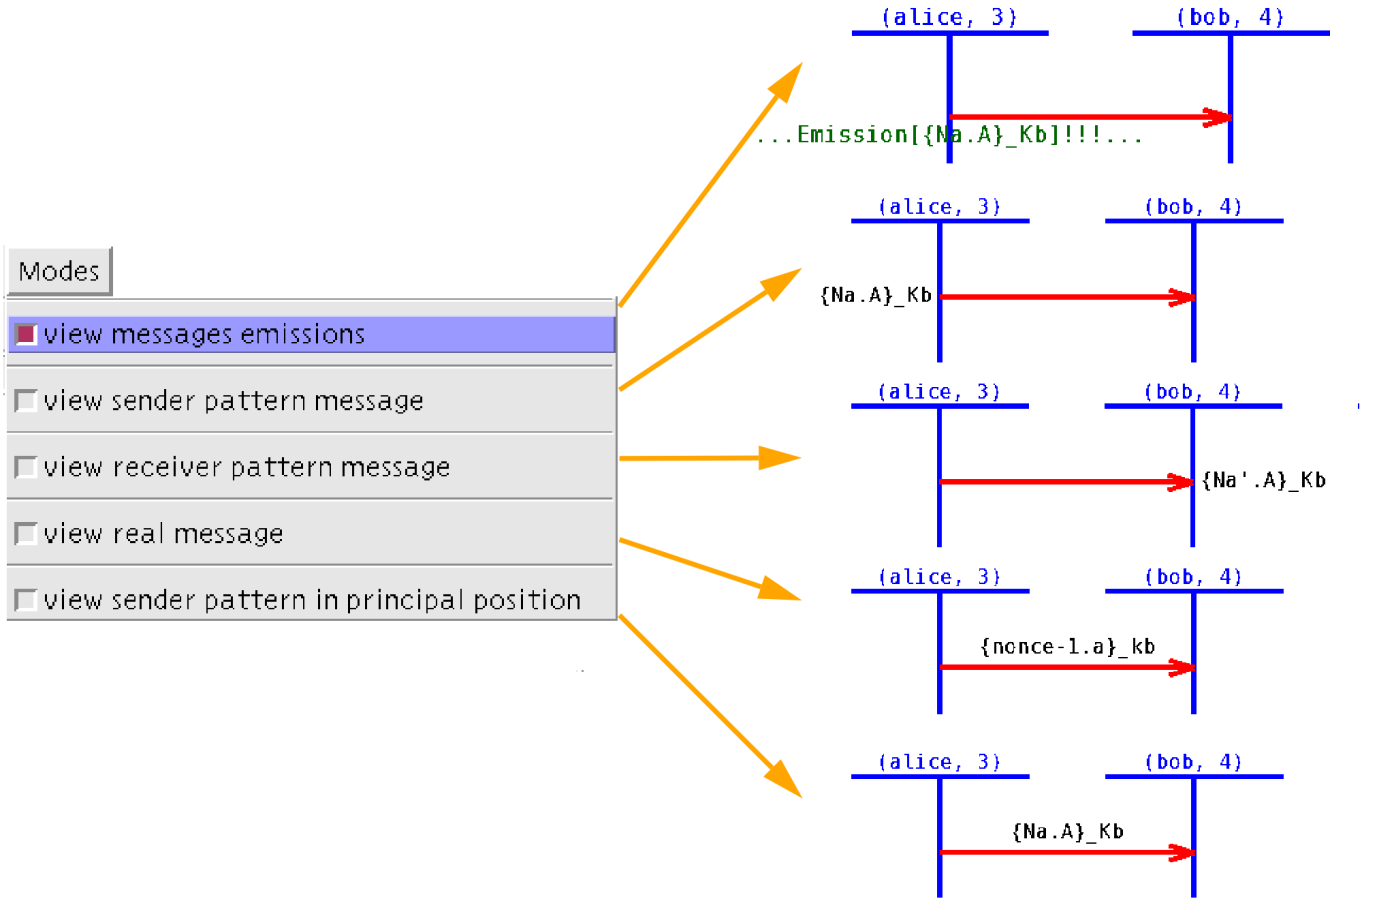 Modes
view messages emissions
view sender pattern message
view receiver pattern message
view real message
view sender pattern in principal position
(alice, 3) (bob, 4)
...Emission[{Na.A}_Kb]!!!...
(alice, 3) (bob, 4)
{Na.A}_Kb
(alice, 3) (bob, 4)
{Na'.A}_Kb
(alice, 3) (bob, 4)
{nonce-1.a}_kb
(alice, 3) (bob, 4)
{Na.A}_Kb